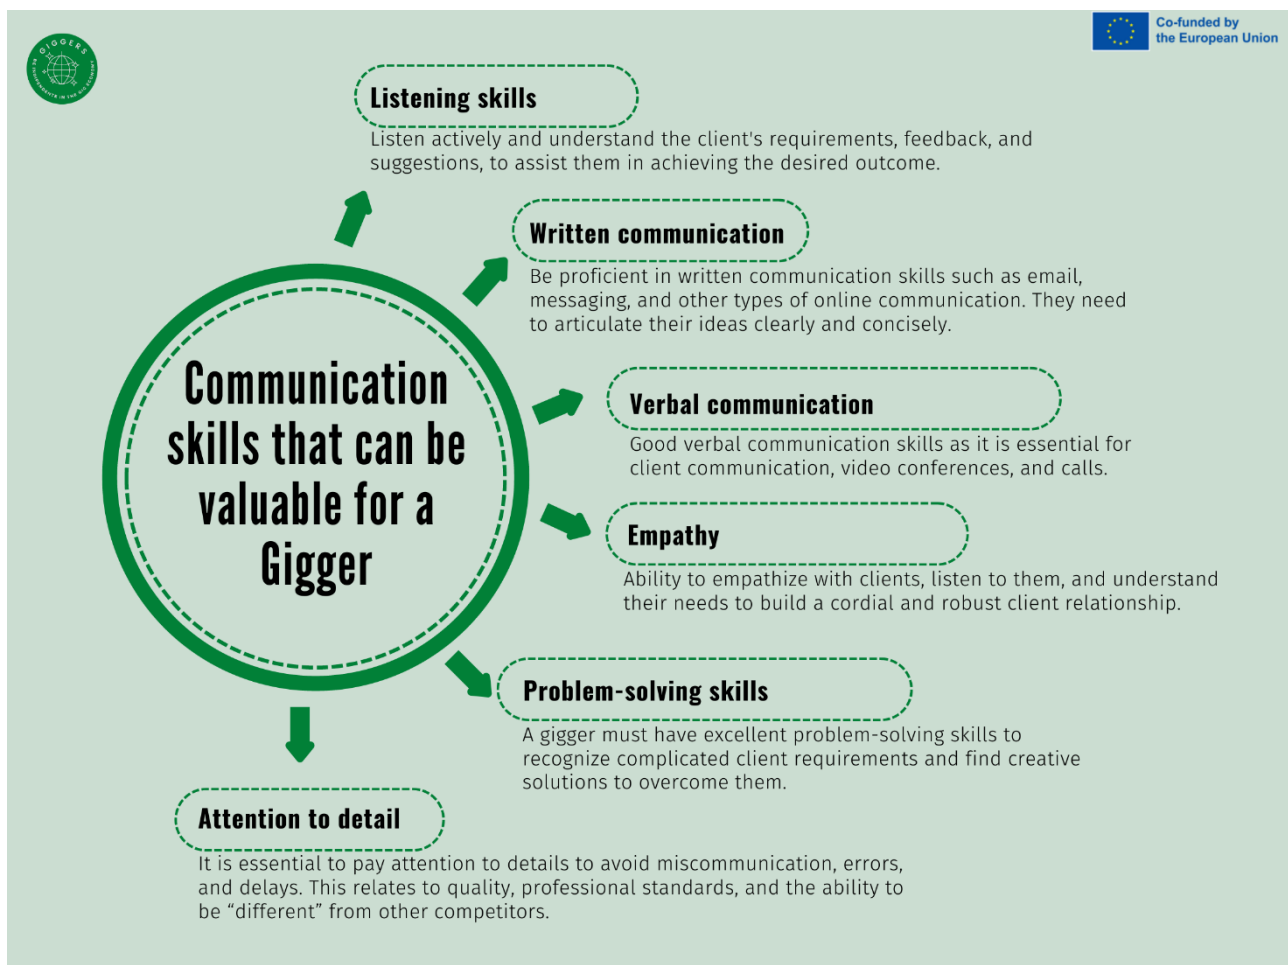 GIGGERS
Co-funded by
the European Union
Listening skills
Listen actively and understand the client's requirements, feedback, and
suggestions, to assist them in achieving the desired outcome.
Written communication
Be proficient in written communication skills such as email,
messaging, and other types of online communication. They need
to articulate their ideas clearly and concisely.
Communication
skills that can be
valuable for a
Gigger
Verbal communication
Good verbal communication skills as it is essential for
client communication, video conferences, and calls.
Empathy
Ability to empathize with clients, listen to them, and understand
their needs to build a cordial and robust client relationship.
Problem-solving skills
A gigger must have excellent problem-solving skills to
recognize complicated client requirements and find creative
solutions to overcome them.
Attention to detail
It is essential to pay attention to details to avoid miscommunication, errors,
and delays. This relates to quality, professional standards, and the ability to
be “different” from other competitors.